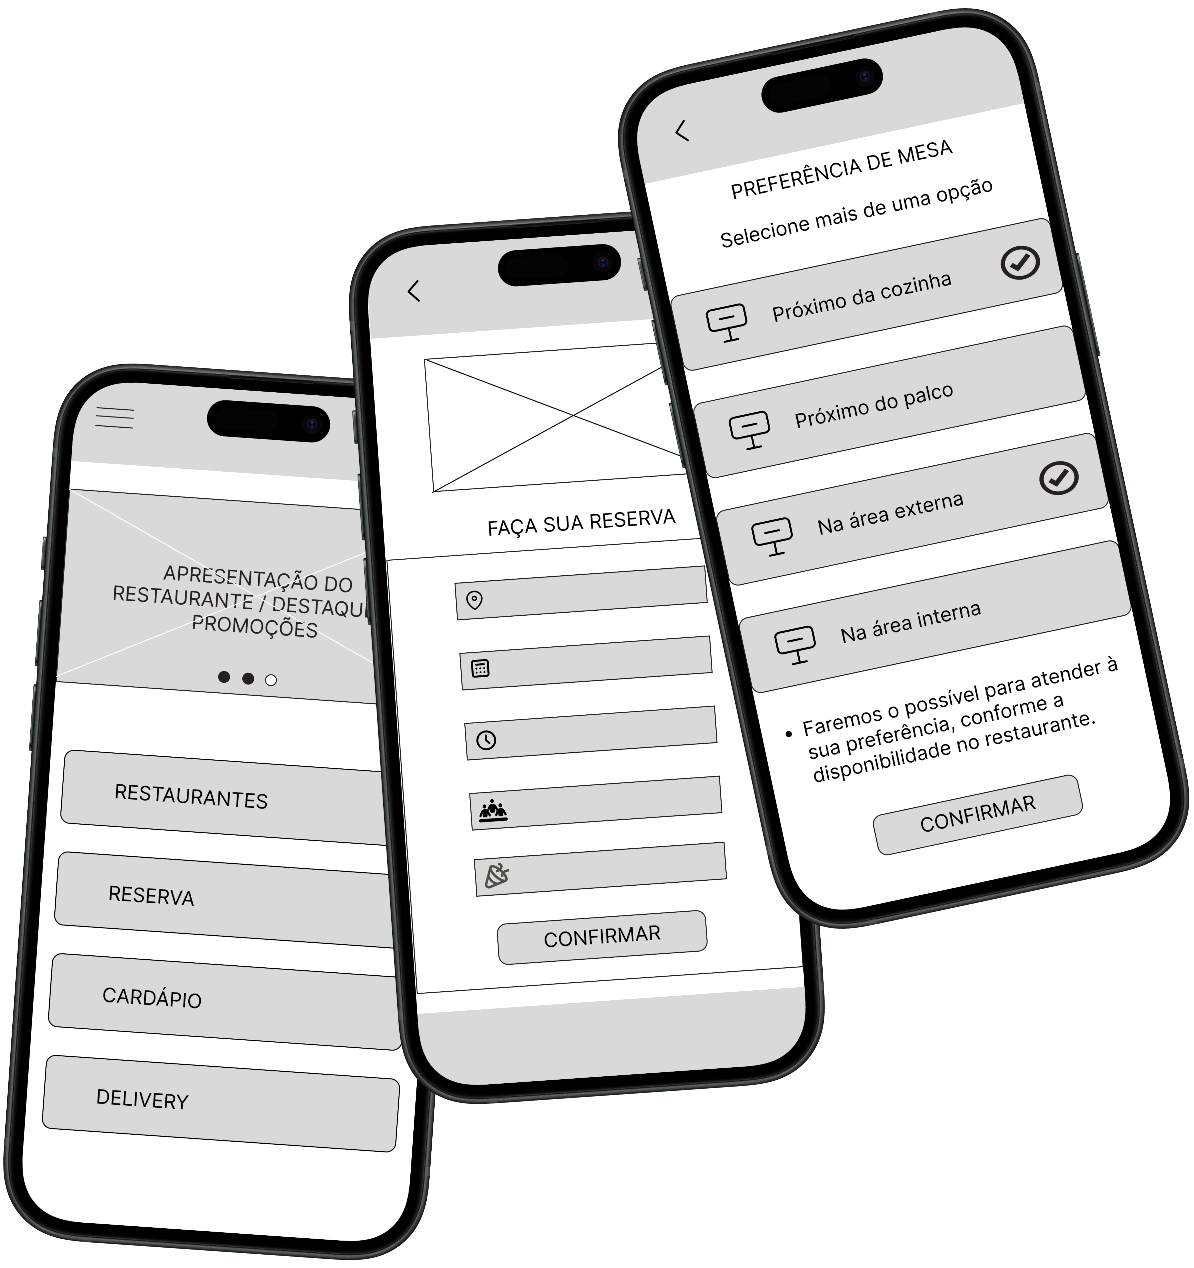 APRESENTAÇÃO DO
RESTAURANTE / DESTAQU
PROMOÇÕES
RESTAURANTES
RESERVA
CARDÁPIO
DELIVERY
FAÇA SUA RESERVA
CONFIRMAR
PREFERÊNCIA DE MESA
Selecione mais de uma opção
Próximo da cozinha
Próximo do palco
Na área externa
Na área interna
• Faremos o possível para atender à
sua preferência, conforme a
disponibilidade no restaurante.
CONFIRMAR